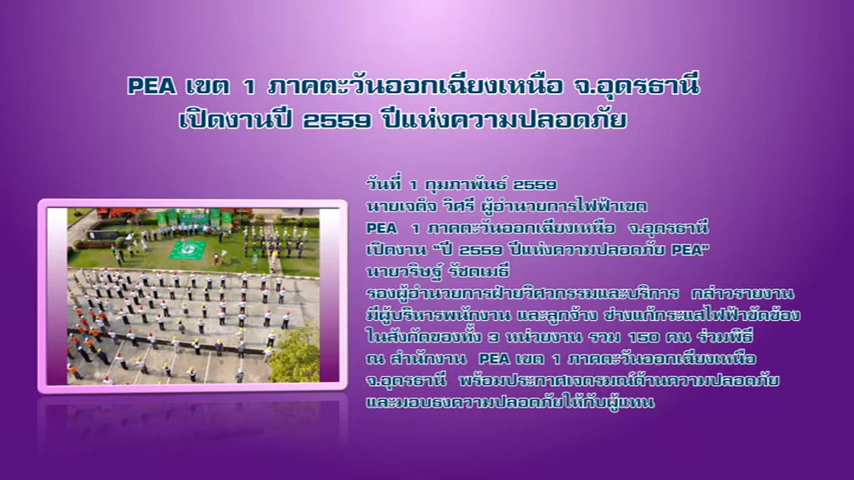 PEA เขต 1 ภาคตะวันออกเฉียงเหนือ จ.อุดรธานี
เปิดงานปี 2559 ปีแห่งความปลอดภัย
วันที่ 1 กุมภาพันธ์ 2559
นายเจด็จ วิศรี ผู้อำนวยการไฟฟ้าเขต
PEA 1 ภาคตะวันออกเฉียงเหนือ จ.อุดรธานี
เปิดงาน "ปี 2559 ปีแห่งความปลอดภัย PEA"
นายวริษฐ์ รัชตเมธี
รองผู้อำนวยการฝ่ายวิศวกรรมและบริการ กล่าวรายงาน
มีผู้บริหารพนักงาน และลูกจ้าง ช่างแก้กระแสไฟฟ้าขัดข้อง
ในสังกัดของทั้ง 3 หน่วยงาน รวม 150 คน ร่วมพิธี
ณ สำนักงาน PEA เขต 1 ภาคตะวันออกเฉียงเหนือ
จ.อุดรธานี พร้อมประกาศเจตรมณ์ด้านความปลอดภัย
และมอบธงความปลอดภัยให้กับผู้แทน